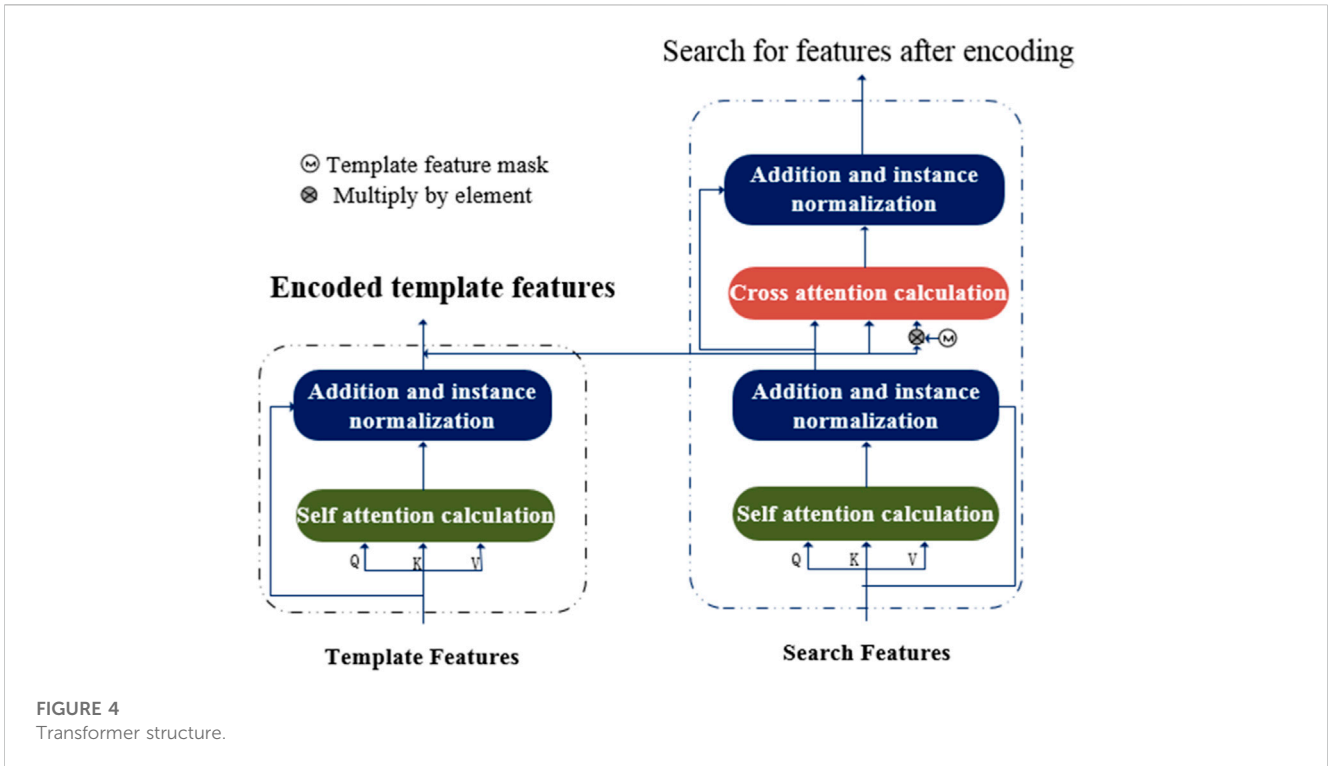 Search for features after encoding
Ⓜ Template feature mask
⊗ Multiply by element
Addition and instance
normalization
Cross attention calculation
M
Encoded template features
Addition and instance
normalization
Self attention calculation
Q K V
Template Features
Addition and instance
normalization
Self attention calculation
Q K V
Search Features
FIGURE 4
Transformer structure.